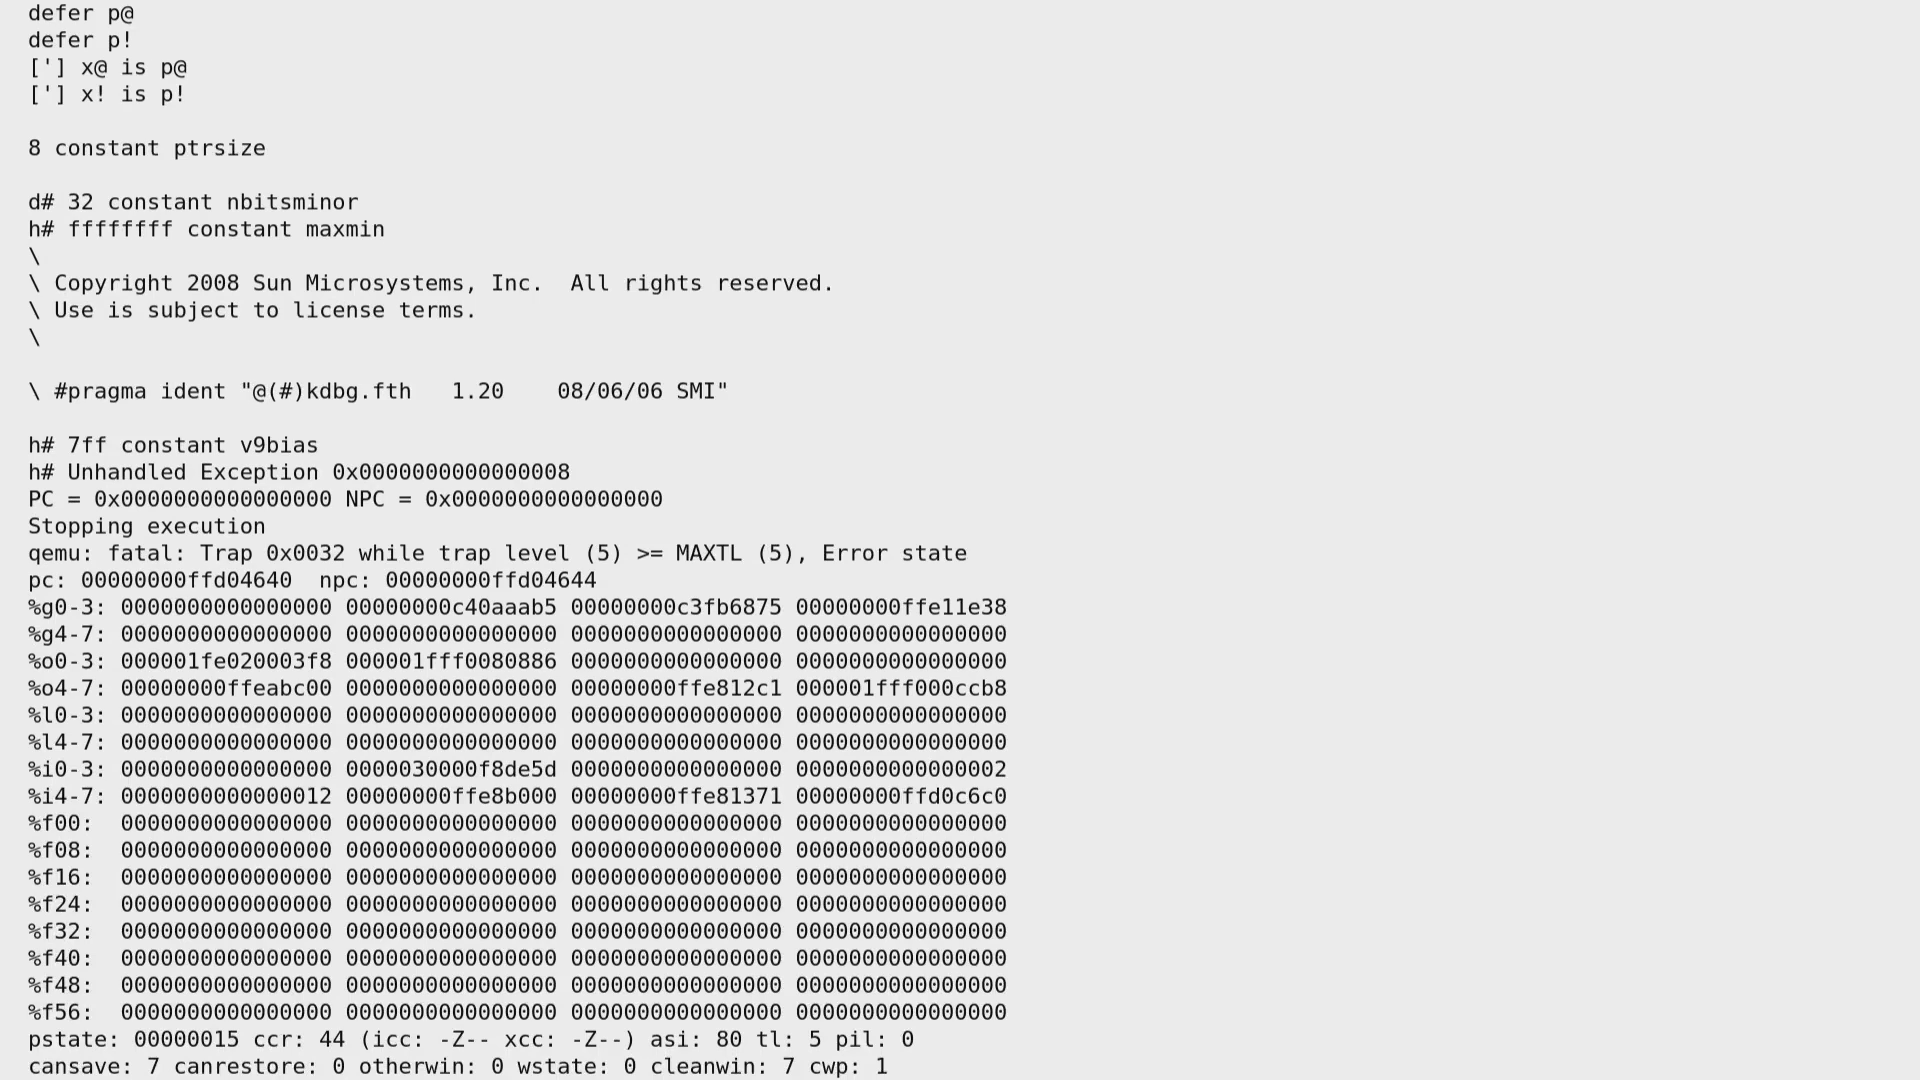 defer p@
defer p!
['] x@ is p@
['] x! is p!
8 constant ptrsize
d# 32 constant nbitsminor
h# ffffffff constant maxmin
\
\ Copyright 2008 Sun Microsystems, Inc.  All rights reserved.
\ Use is subject to license terms.
\
\ #pragma ident "@(#)kdbg.fth   1.20    08/06/06 SMI"
h# 7ff constant v9bias
h# Unhandled Exception 0x0000000000000008
PC = 0x0000000000000000 NPC = 0x0000000000000000
Stopping execution
qemu: fatal: Trap 0x0032 while trap level (5) >= MAXTL (5), Error state
pc: 00000000ffd04640  npc: 00000000ffd04644
%g0-3: 0000000000000000 00000000c40aaab5 00000000c3fb6875 00000000ffe11e38
%g4-7: 0000000000000000 0000000000000000 0000000000000000 0000000000000000
%o0-3: 000001fe020003f8 000001fff0080886 0000000000000000 0000000000000000
%o4-7: 00000000ffeabc00 0000000000000000 00000000ffe812c1 000001fff000ccb8
%l0-3: 0000000000000000 0000000000000000 0000000000000000 0000000000000000
%l4-7: 0000000000000000 0000000000000000 0000000000000000 0000000000000000
%i0-3: 0000000000000000 0000030000f8de5d 0000000000000000 0000000000000002
%i4-7: 0000000000000012 00000000ffe8b000 00000000ffe81371 00000000ffd0c6c0
%f00:  0000000000000000 0000000000000000 0000000000000000 0000000000000000
%f08:  0000000000000000 0000000000000000 0000000000000000 0000000000000000
%f16:  0000000000000000 0000000000000000 0000000000000000 0000000000000000
%f24:  0000000000000000 0000000000000000 0000000000000000 0000000000000000
%f32:  0000000000000000 0000000000000000 0000000000000000 0000000000000000
%f40:  0000000000000000 0000000000000000 0000000000000000 0000000000000000
%f48:  0000000000000000 0000000000000000 0000000000000000 0000000000000000
%f56:  0000000000000000 0000000000000000 0000000000000000 0000000000000000
pstate: 00000015 ccr: 44 (icc: -Z-- xcc: -Z--) asi: 80 tl: 5 pil: 0
cansave: 7 canrestore: 0 otherwin: 0 wstate: 0 cleanwin: 7 cwp: 1